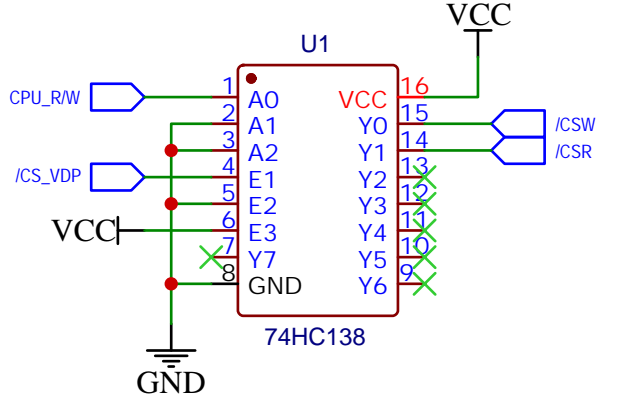 VCC
U1
CPU_R/W
1
A0
VCC
16
2
A1
Y0
15
/CSW
3
A2
Y1
14
/CSR
/CS_VDP
4
E1
Y2
13
5
E2
Y3
12
VCC
6
E3
Y4
11
7
Y7
Y5
10
8
GND
Y6
9
74HC138
GND